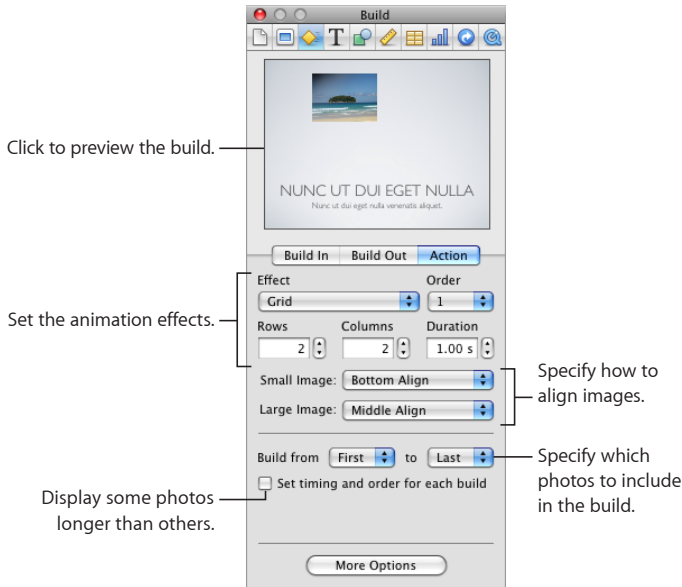 Build
T
NUNC UT DUI EGET NULLA
Nunc ut dui eget nulla venenatis aliquet.
Click to preview the build.
Build In Build Out Action
Effect Order
Grid 1
Rows Columns Duration
2 2 1.00 s
Set the animation effects.
Small Image: Bottom Align
Large Image: Middle Align
Specify how to
align images.
Build from First to Last
Specify which
photos to include
in the build.
Set timing and order for each build
Display some photos
longer than others.
More Options